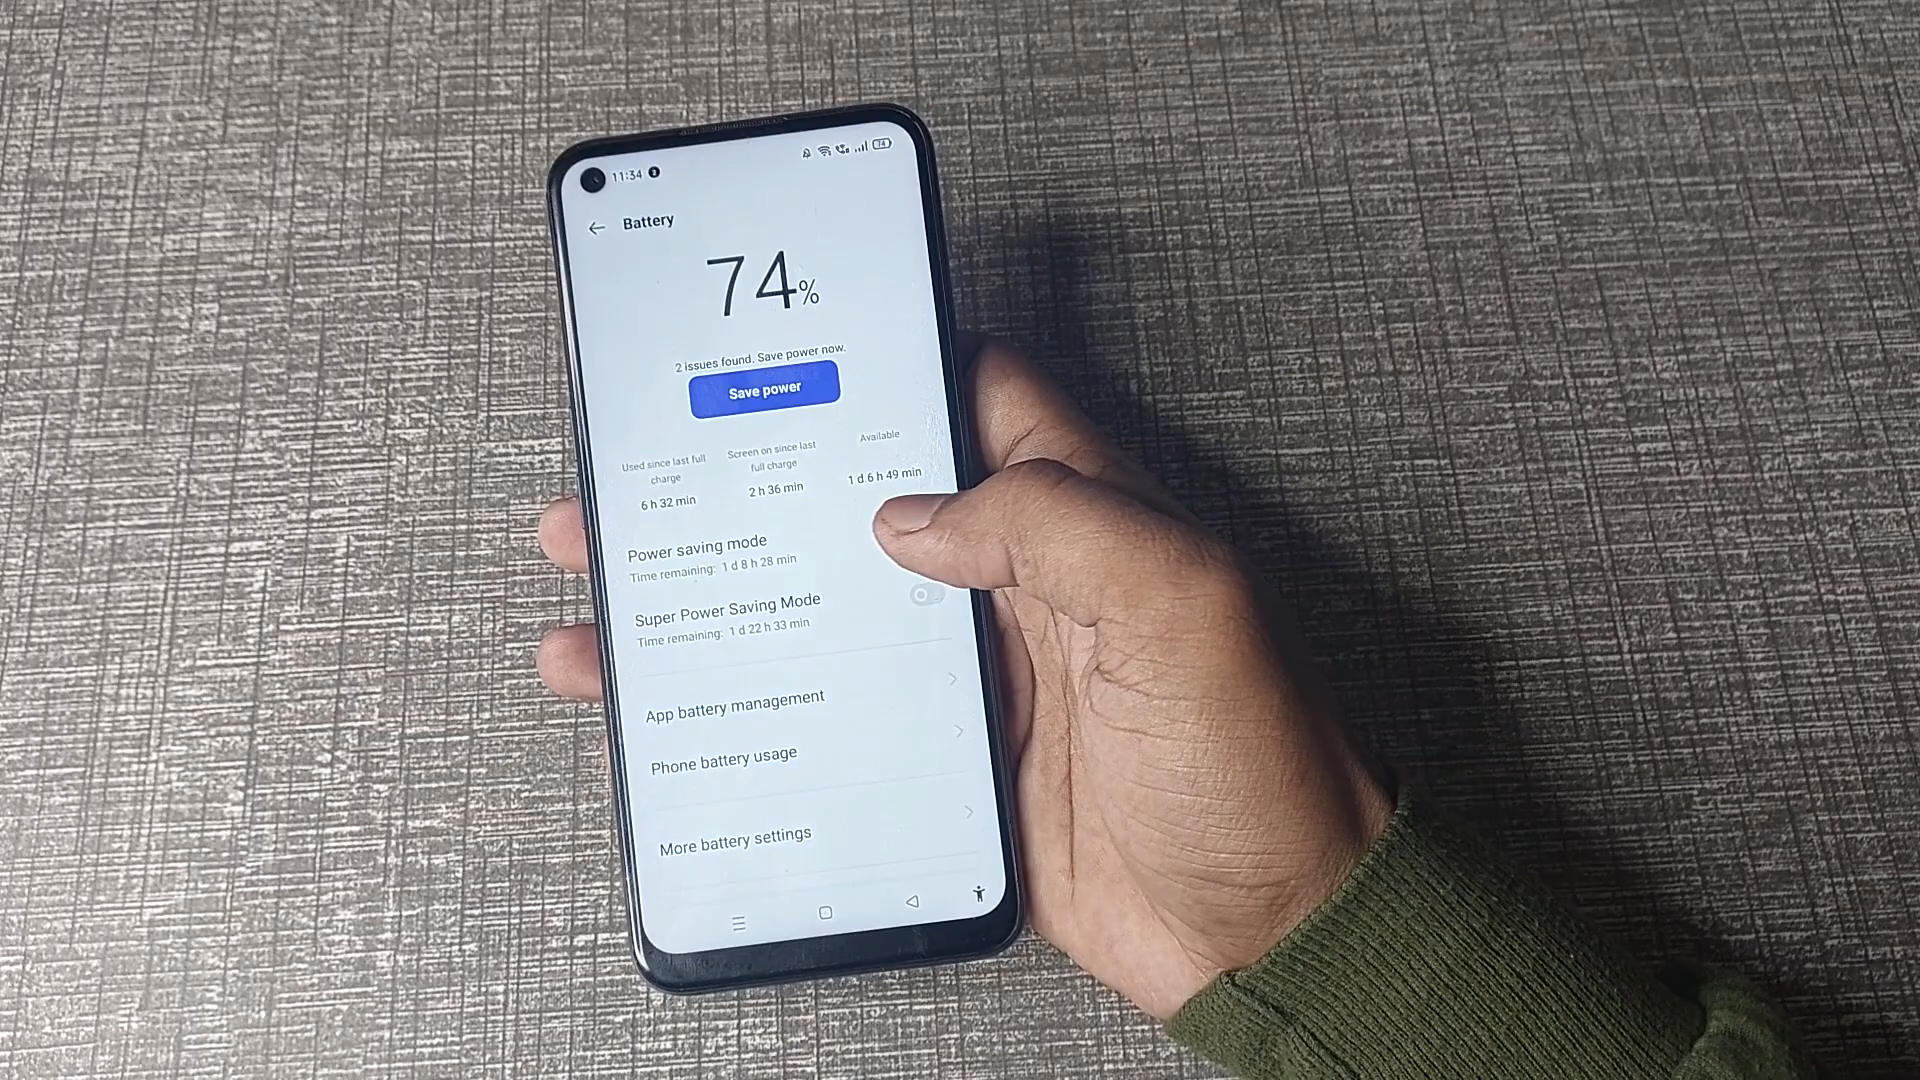 11:34
74
Battery
74%
2 issues found. Save power now.
Save power
Used since last full
charge
6 h 32 min
Screen on since last
full charge
2 h 36 min
Available
1 d 6 h 49 min
Power saving mode
Time remaining: 1 d 8 h 28 min
Super Power Saving Mode
Time remaining: 1 d 22 h 33 min
App battery management
Phone battery usage
More battery settings